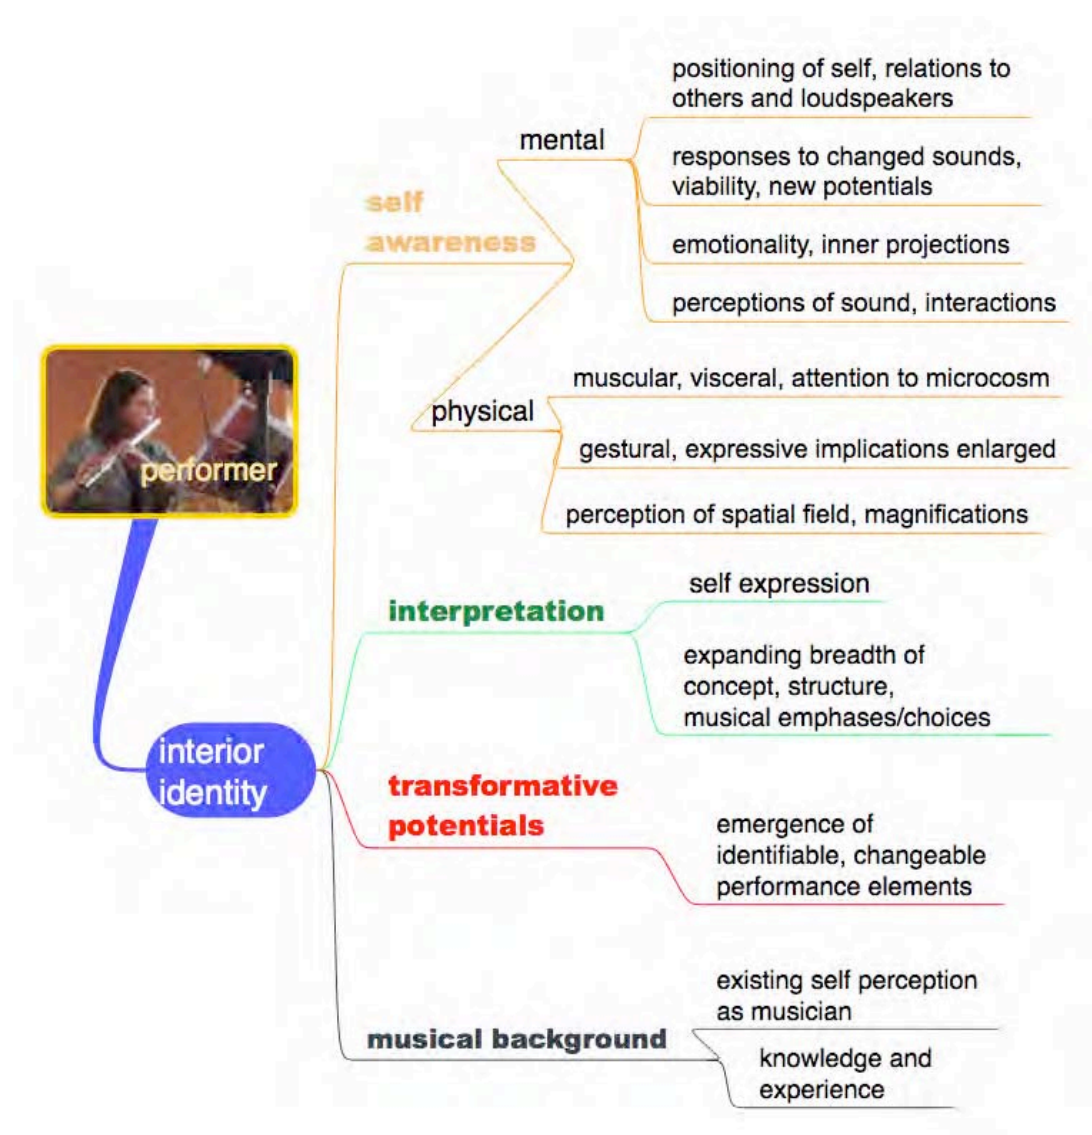 performer
interior
identity
self
awareness
mental
positioning of self, relations to
others and loudspeakers
responses to changed sounds,
viability, new potentials
emotionality, inner projections
perceptions of sound, interactions
physical
muscular, visceral, attention to microcosm
gestural, expressive implications enlarged
perception of spatial field, magnifications
interpretation
self expression
expanding breadth of
concept, structure,
musical emphases/choices
transformative
potentials
emergence of
identifiable, changeable
performance elements
musical background
existing self perception
as musician
knowledge and
experience